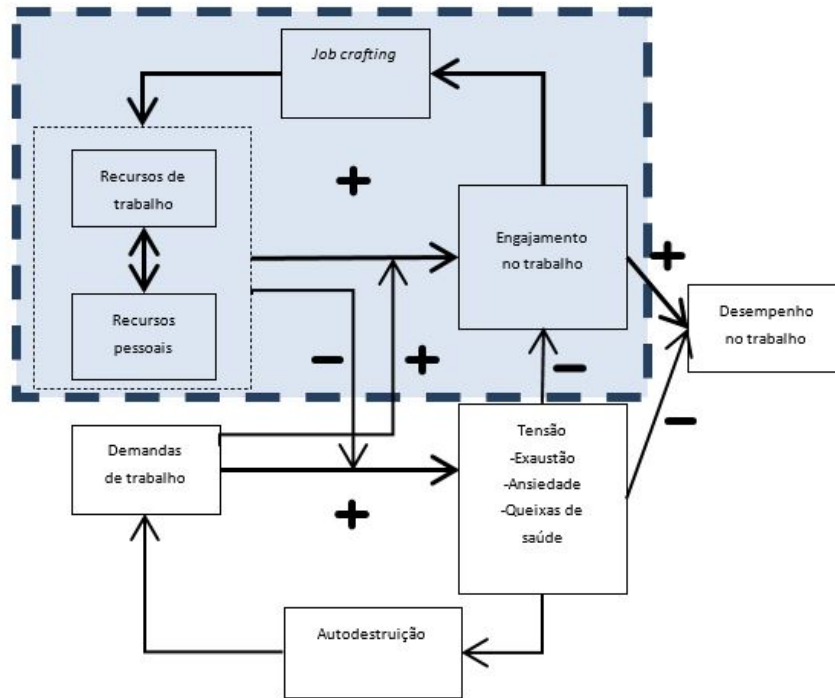 Job crafting
Recursos de
trabalho
Recursos
pessoais
+
Engajamento
no trabalho
+
Desempenho
no trabalho
−
+
−
−
Demandas
de trabalho
+
Tensão
-Exaustão
-Ansiedade
-Queixas de
saúde
Autodestruição